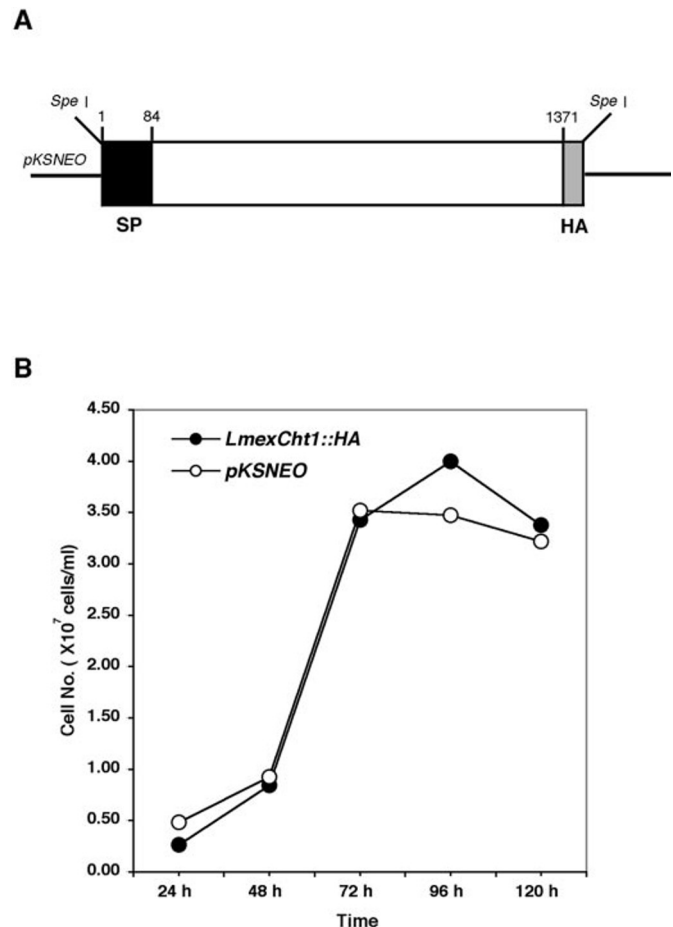 A
Spe I
Spe I
1
84
1371
pKSNEO
SP
HA
B
4.50
4.00
3.50
3.00
2.50
2.00
1.50
1.00
0.50
0.00
LmexCht1::HA
pKSNEO
Cell No. ( X10⁷ cells/ml)
24 h
48 h
72 h
96 h
120 h
Time